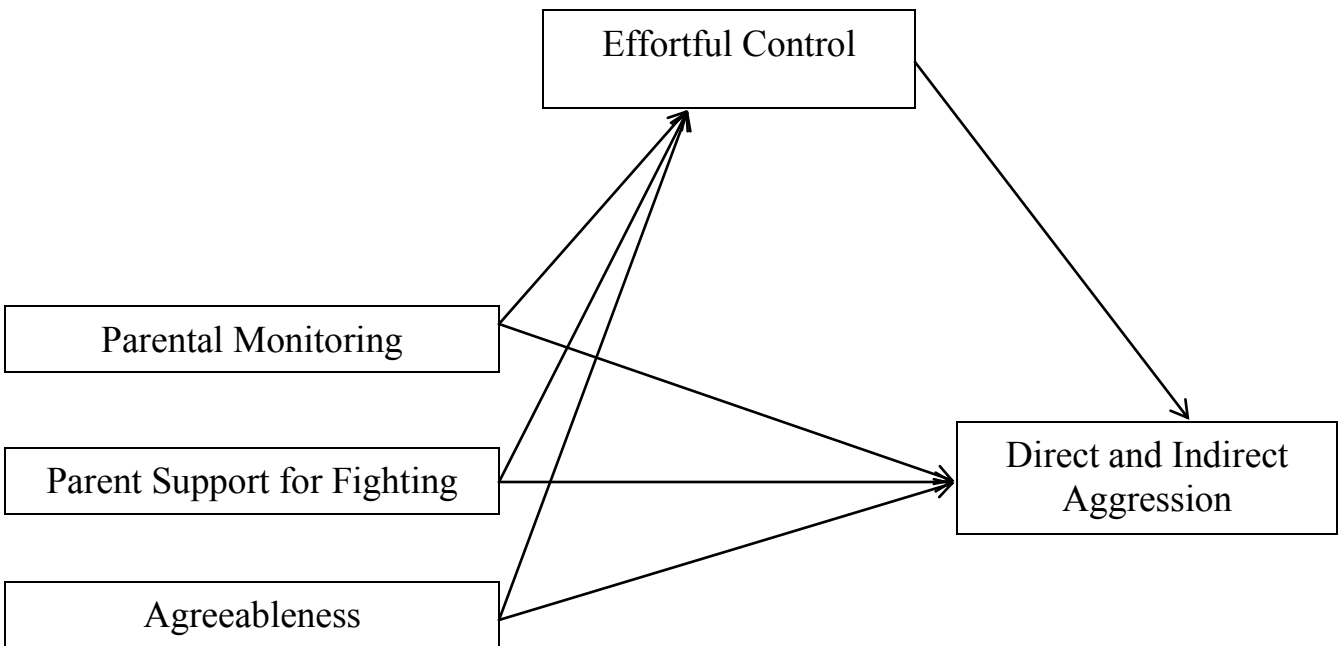 Effortful Control
Parental Monitoring
Parent Support for Fighting
Direct and Indirect
Aggression
Agreeableness